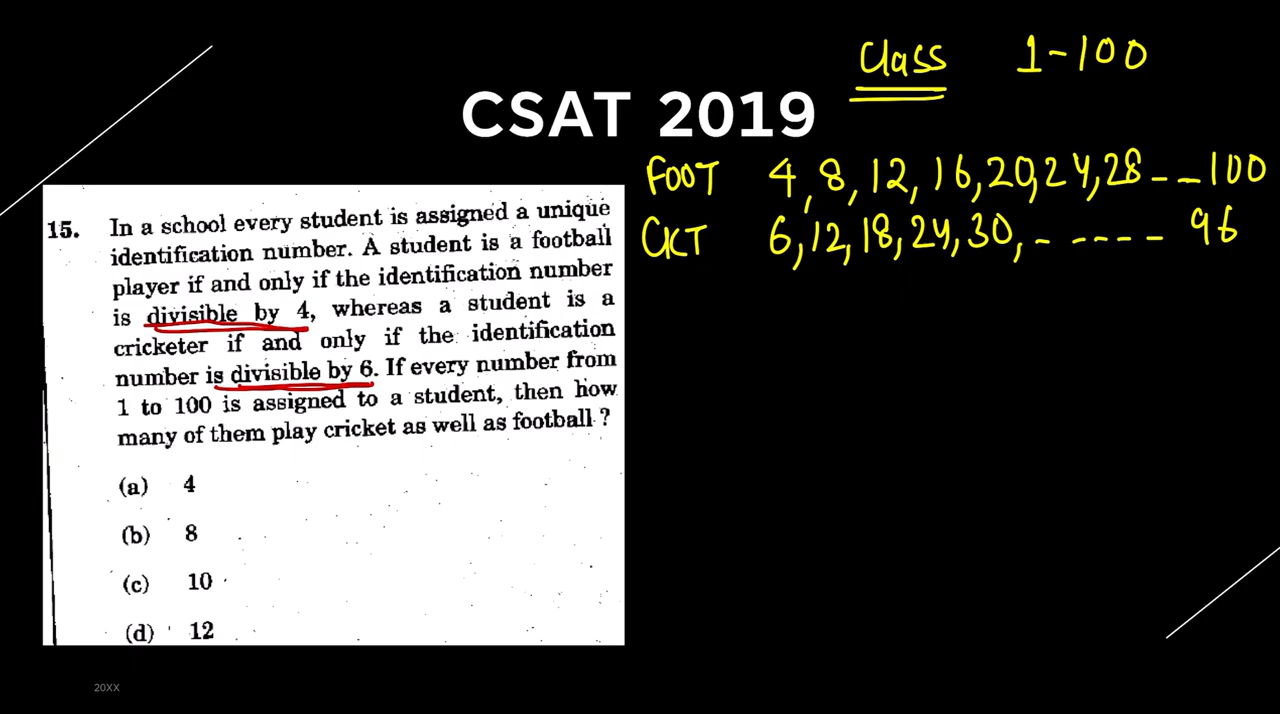 Class 1-100
CSAT 2019
FOOT 4, 8, 12, 16, 20, 24, 28 - - 100
CKT 6, 12, 18, 24, 30, - - - - - 96
15. In a school every student is assigned a unique
identification number. A student is a football
player if and only if the identification number
is divisible by 4, whereas a student is a
cricketer if and only if the identification
number is divisible by 6. If every number from
1 to 100 is assigned to a student, then how
many of them play cricket as well as football ?
(a) 4
(b) 8
(c) 10
(d) 12
20XX